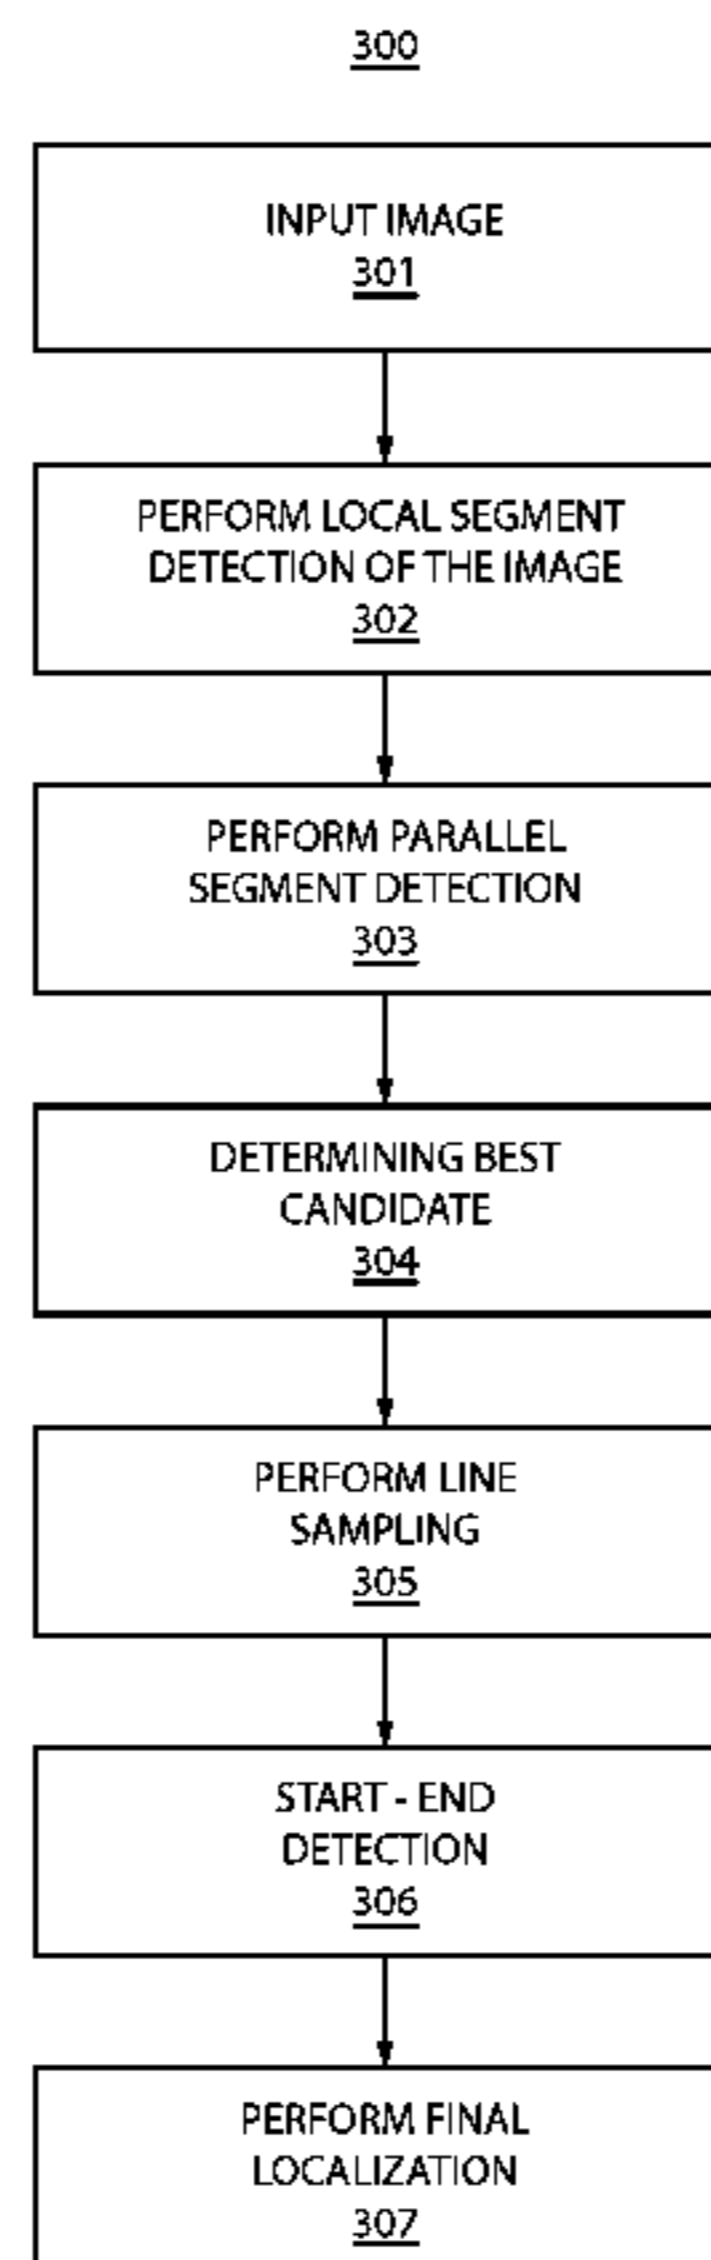 300
INPUT IMAGE
301
PERFORM LOCAL SEGMENT
DETECTION OF THE IMAGE
302
PERFORM PARALLEL
SEGMENT DETECTION
303
DETERMINING BEST
CANDIDATE
304
PERFORM LINE
SAMPLING
305
START - END
DETECTION
306
PERFORM FINAL
LOCALIZATION
307